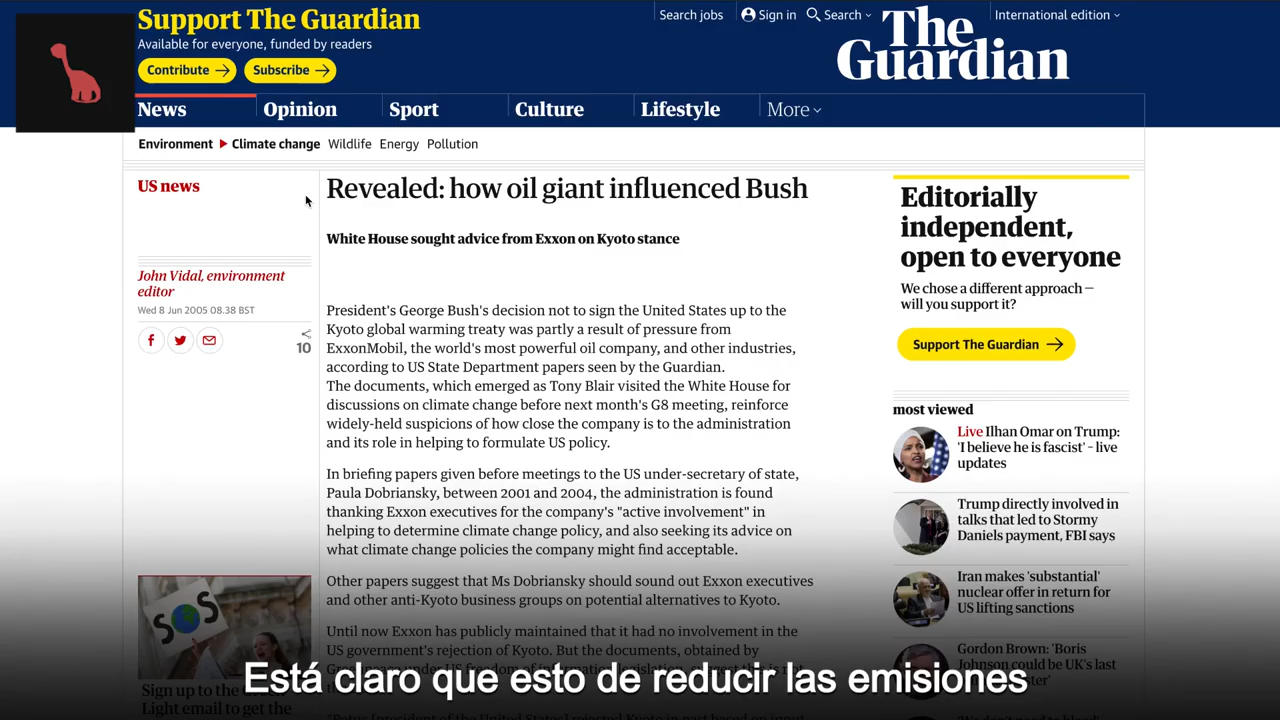 Support The Guardian
Available for everyone, funded by readers
Contribute
Subscribe
Search jobs
Sign in
Search
International edition
The Guardian
News
Opinion
Sport
Culture
Lifestyle
More
Environment
Climate change
Wildlife
Energy
Pollution
US news
John Vidal, environment
editor
Wed 8 Jun 2005 08.38 BST
10
Revealed: how oil giant influenced Bush
White House sought advice from Exxon on Kyoto stance
President's George Bush's decision not to sign the United States up to the
Kyoto global warming treaty was partly a result of pressure from
ExxonMobil, the world's most powerful oil company, and other industries,
according to US State Department papers seen by the Guardian.
The documents, which emerged as Tony Blair visited the White House for
discussions on climate change before next month's G8 meeting, reinforce
widely-held suspicions of how close the company is to the administration
and its role in helping to formulate US policy.
In briefing papers given before meetings to the US under-secretary of state,
Paula Dobriansky, between 2001 and 2004, the administration is found
thanking Exxon executives for the company's "active involvement" in
helping to determine climate change policy, and also seeking its advice on
what climate change policies the company might find acceptable.
Other papers suggest that Ms Dobriansky should sound out Exxon executives
and other anti-Kyoto business groups on potential alternatives to Kyoto.
Until now Exxon has publicly maintained that it had no involvement in the
US government's rejection of Kyoto. But the documents, obtained by
Editorially
independent,
open to everyone
We chose a different approach –
will you support it?
Support The Guardian
most viewed
Live Ilhan Omar on Trump:
'I believe he is fascist' – live
updates
Trump directly involved in
talks that led to Stormy
Daniels payment, FBI says
Iran makes 'substantial'
nuclear offer in return for
US lifting sanctions
Gordon Brown: 'Boris
Johnson could be UK's last
SOS
Sign up to the
Light email to get the
Está claro que esto de reducir las emisiones